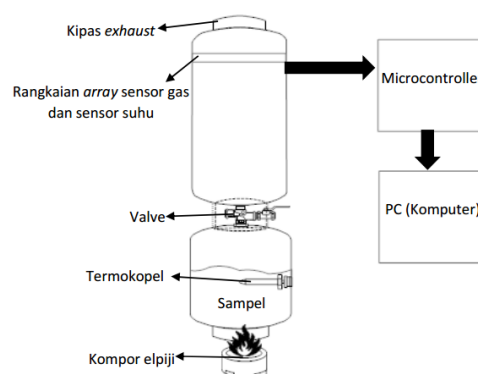 Kipas exhaust
Rangkaian array sensor gas
dan sensor suhu
Microcontrolle
PC (Komputer)
Valve
Termokopel
Sampel
Kompor elpiji